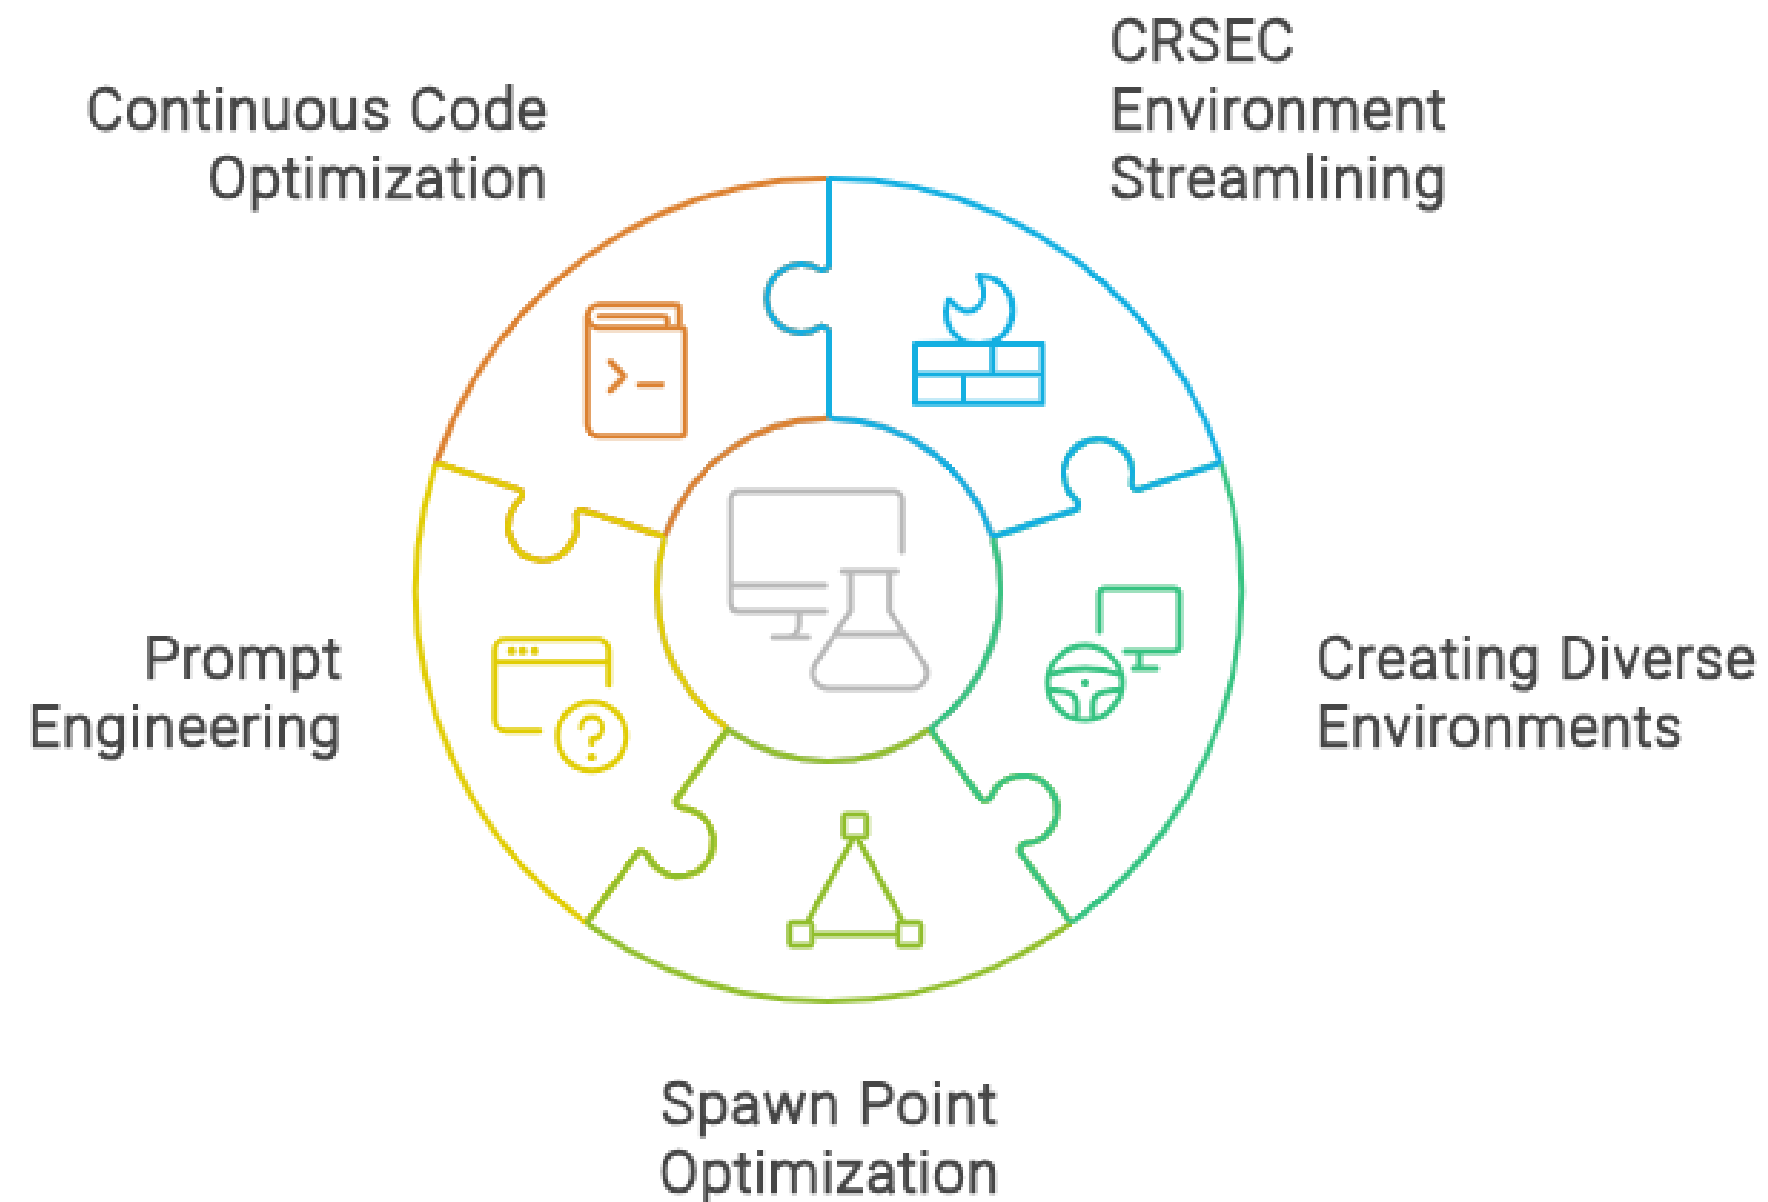 CRSEC
Environment
Streamlining
Continuous Code
Optimization
Prompt
Engineering
Creating Diverse
Environments
Spawn Point
Optimization